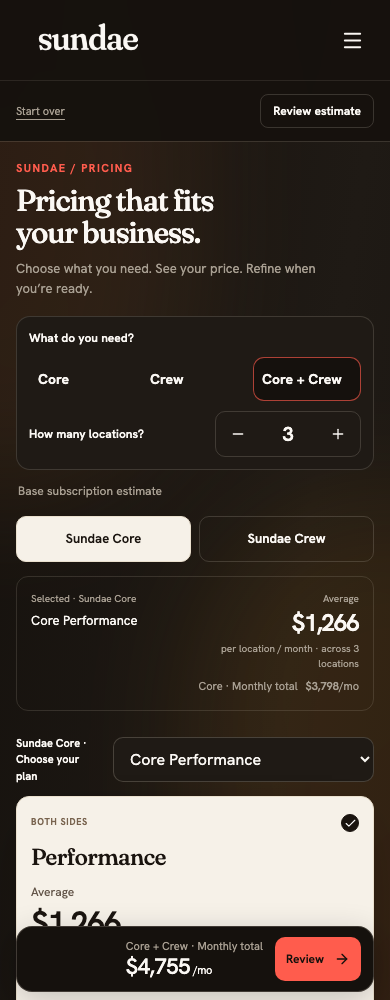 sundae
Start over
Review estimate
SUNDAE / PRICING
Pricing that fits
your business.
Choose what you need. See your price. Refine when
you’re ready.
What do you need?
Core
Crew
Core + Crew
How many locations?
− 3 +
Base subscription estimate
Sundae Core
Sundae Crew
Selected · Sundae Core
Core Performance
Average
$1,266
per location / month · across 3
locations
Core · Monthly total $3,798/mo
Sundae Core ·
Choose your
plan
Core Performance
BOTH SIDES
Performance
Average
$1,266
Core + Crew · Monthly total
$4,755 /mo
Review →